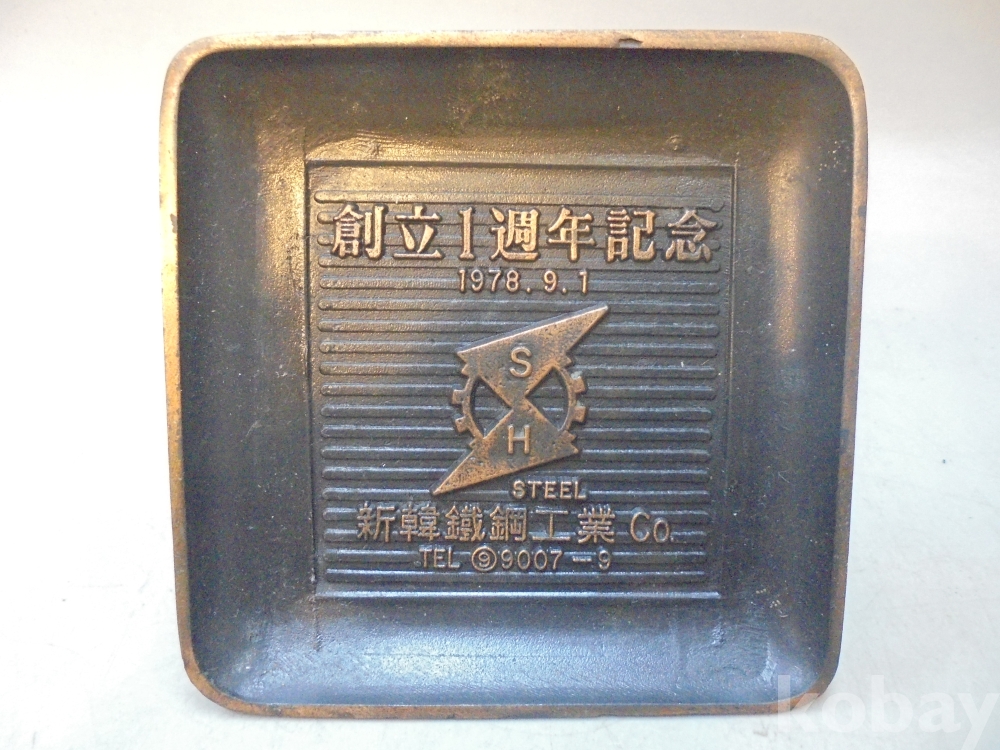 創立1週年記念
1978.9.1
S
H
STEEL
新韓鐵鋼工業 Co.
TEL ⑨9007-9
kobay